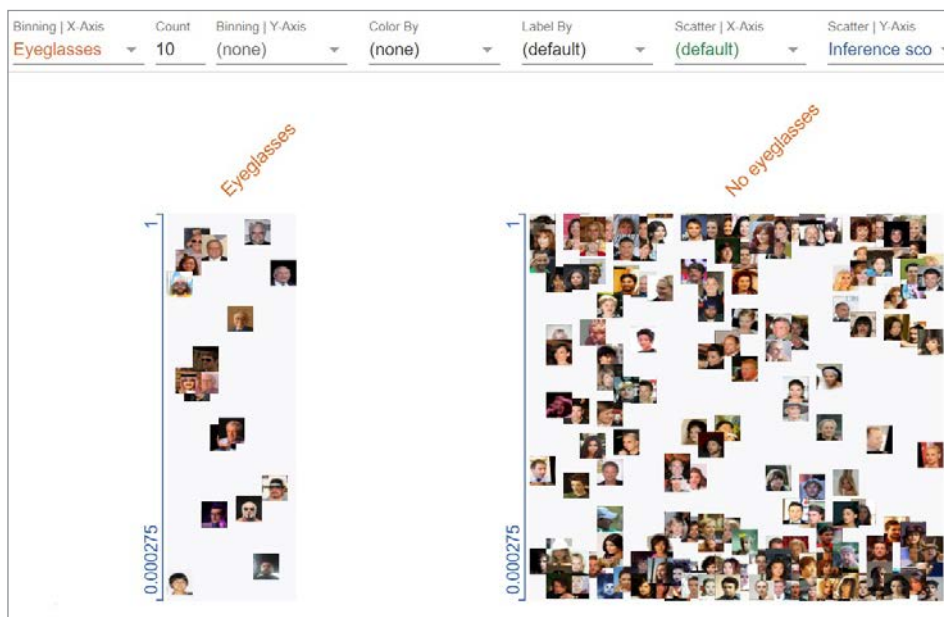 Binning | X-Axis Count Binning | Y-Axis Color By Label By Scatter | X-Axis Scatter | Y-Axis
Eyeglasses 10 (none) (none) (default) (default) Inference sco
Eyeglasses No eyeglasses
1 1
0.000275 0.000275